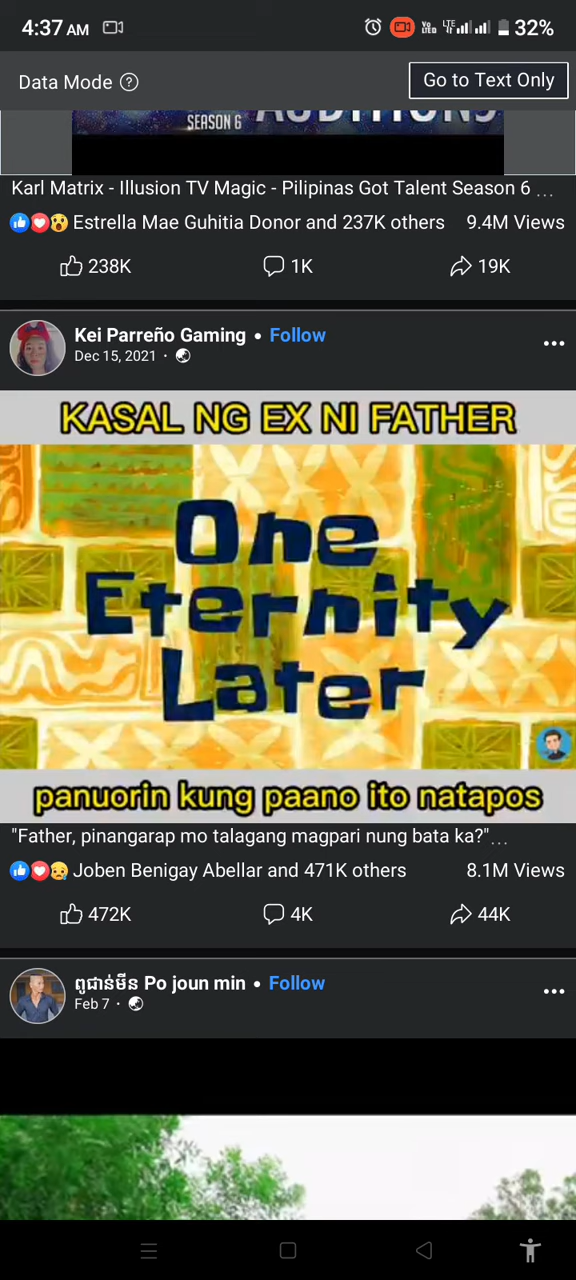 4:37 AM
VoLTE LTE 32%
Data Mode ?
Go to Text Only
SEASON 6 AUDITIONS
Karl Matrix - Illusion TV Magic - Pilipinas Got Talent Season 6 ...
Estrella Mae Guhitia Donor and 237K others 9.4M Views
238K 1K 19K
Kei Parreño Gaming • Follow
Dec 15, 2021 ·
KASAL NG EX NI FATHER
One
Eternity
Later
panuorin kung paano ito natapos
"Father, pinangarap mo talagang magpari nung bata ka?"...
Joben Benigay Abellar and 471K others 8.1M Views
472K 4K 44K
ពូជាន់មីន Po joun min • Follow
Feb 7 ·